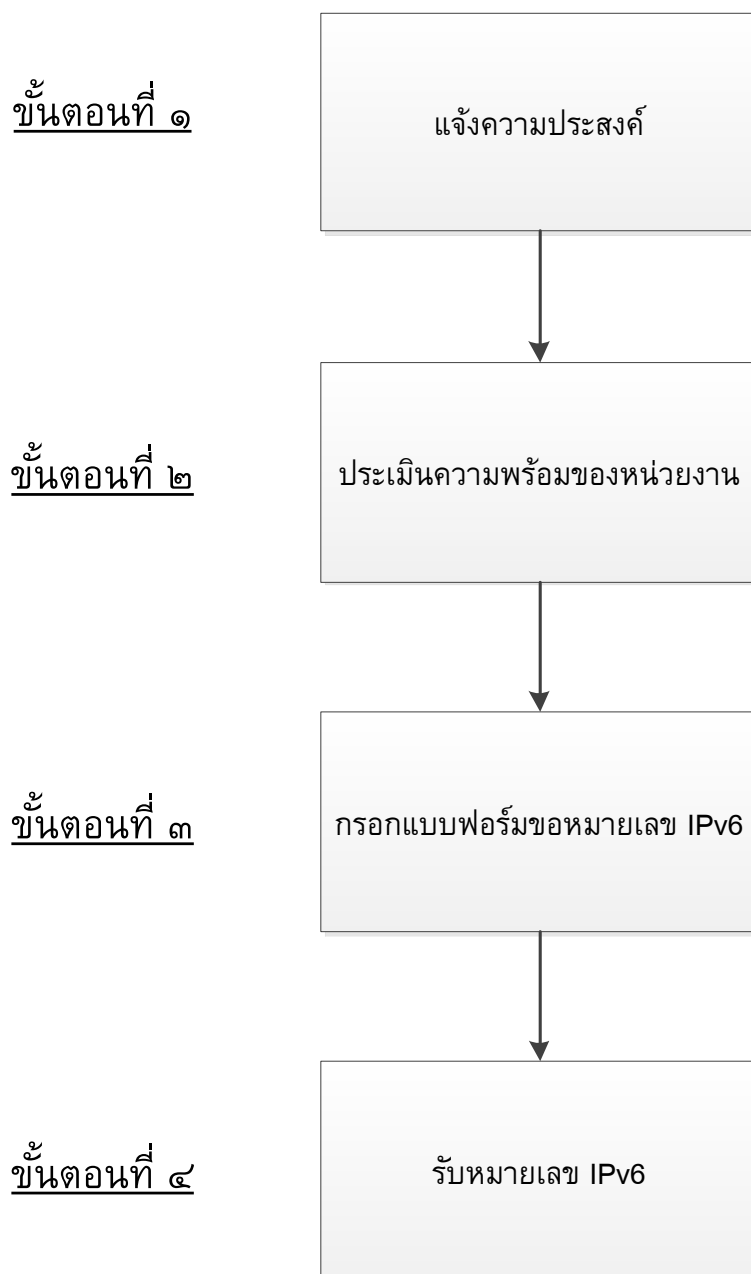 ขั้นตอนที่ ๑
แจ้งความประสงค์
ขั้นตอนที่ ๒
ประเมินความพร้อมของหน่วยงาน
ขั้นตอนที่ ๓
กรอกแบบฟอร์มขอหมายเลข IPv6
ขั้นตอนที่ ๔
รับหมายเลข IPv6